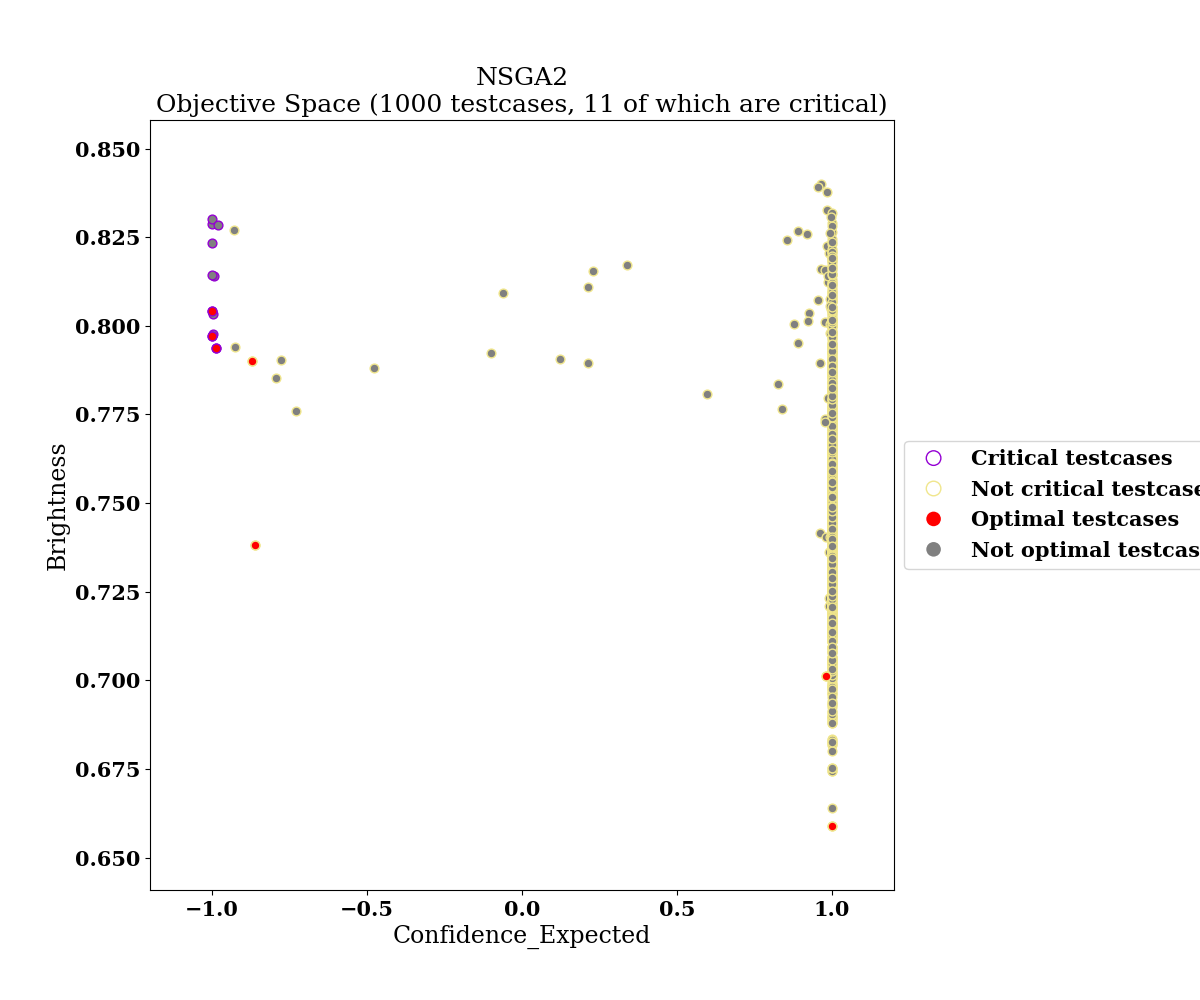 NSGA2
Objective Space (1000 testcases, 11 of which are critical)
0.850
0.825
0.800
0.775
0.750
0.725
0.700
0.675
0.650
Brightness
−1.0
−0.5
0.0
0.5
1.0
Confidence_Expected
Critical testcases
Not critical testcase
Optimal testcases
Not optimal testcas